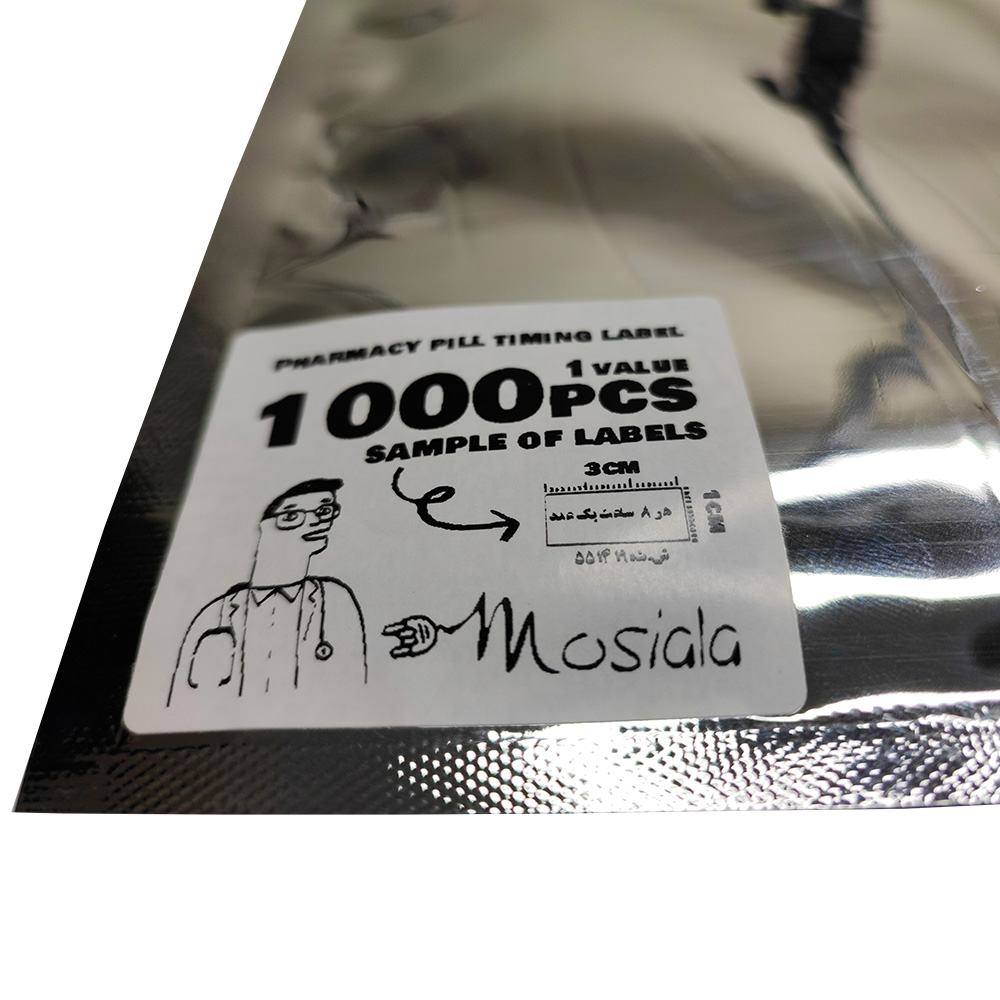 PHARMACY PILL TIMING LABEL
1 VALUE
1000PCS
SAMPLE OF LABELS
3CM
1CM
هر ۸ ساعت یک عدد
Mosiala